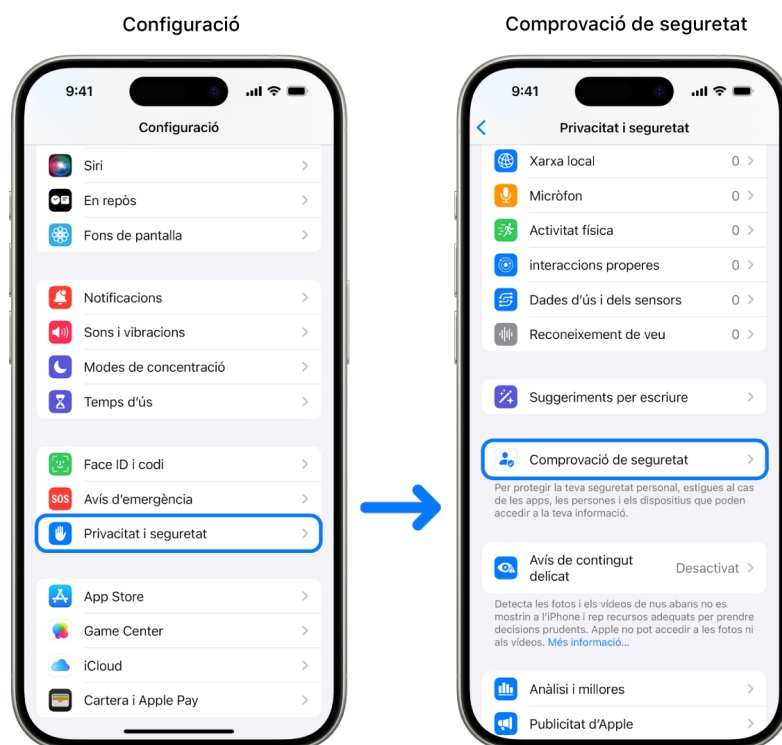 Configuració
9:41
Configuració
Siri
En repòs
Fons de pantalla
Notificacions
Sons i vibracions
Modes de concentració
Temps d'ús
Face ID i codi
SOS
Avís d'emergència
Privacitat i seguretat
App Store
Game Center
iCloud
Cartera i Apple Pay
Comprovació de seguretat
9:41
Privacitat i seguretat
Xarxa local 0
Micròfon 0
Activitat física 0
interaccions properes 0
Dades d'ús i dels sensors 0
Reconeixement de veu 0
Suggeriments per escriure
Comprovació de seguretat
Per protegir la teva seguretat personal, estigues al cas
de les apps, les persones i els dispositius que poden
accedir a la teva informació.
Avís de contingut
delicat
Desactivat
Detecta les fotos i els vídeos de nus abans no es
mostrin a l'iPhone i rep recursos adequats per prendre
decisions prudents. Apple no pot accedir a les fotos ni
als vídeos. Més informació...
Anàlisi i millores
Publicitat d'Apple